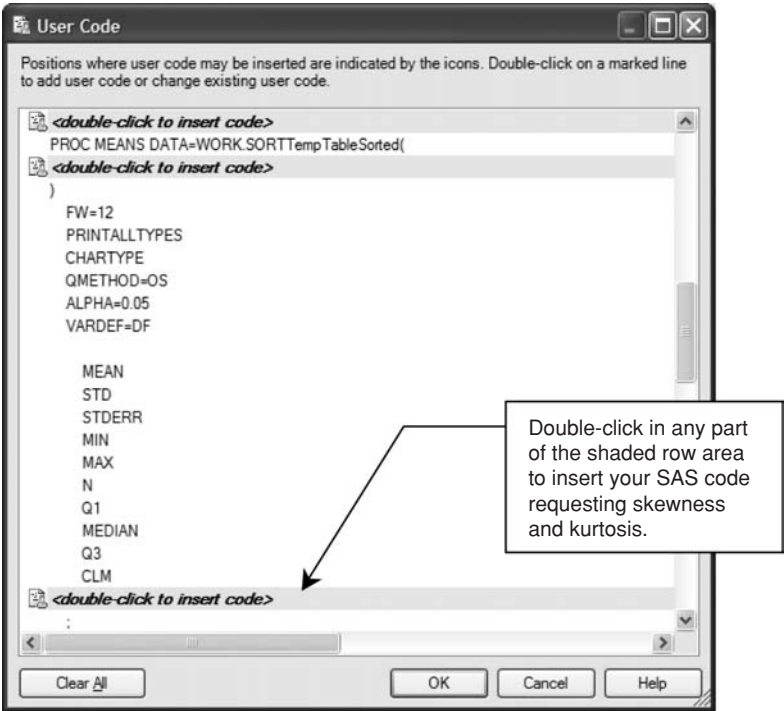 User Code
Positions where user code may be inserted are indicated by the icons. Double-click on a marked line
to add user code or change existing user code.
<double-click to insert code>
PROC MEANS DATA=WORK.SORTTempTableSorted(
<double-click to insert code>
)
FW=12
PRINTALLTYPES
CHARTYPE
QMETHOD=OS
ALPHA=0.05
VARDEF=DF
MEAN
STD
STDERR
MIN
MAX
N
Q1
MEDIAN
Q3
CLM
<double-click to insert code>
;
Double-click in any part
of the shaded row area
to insert your SAS code
requesting skewness
and kurtosis.
Clear All
OK
Cancel
Help